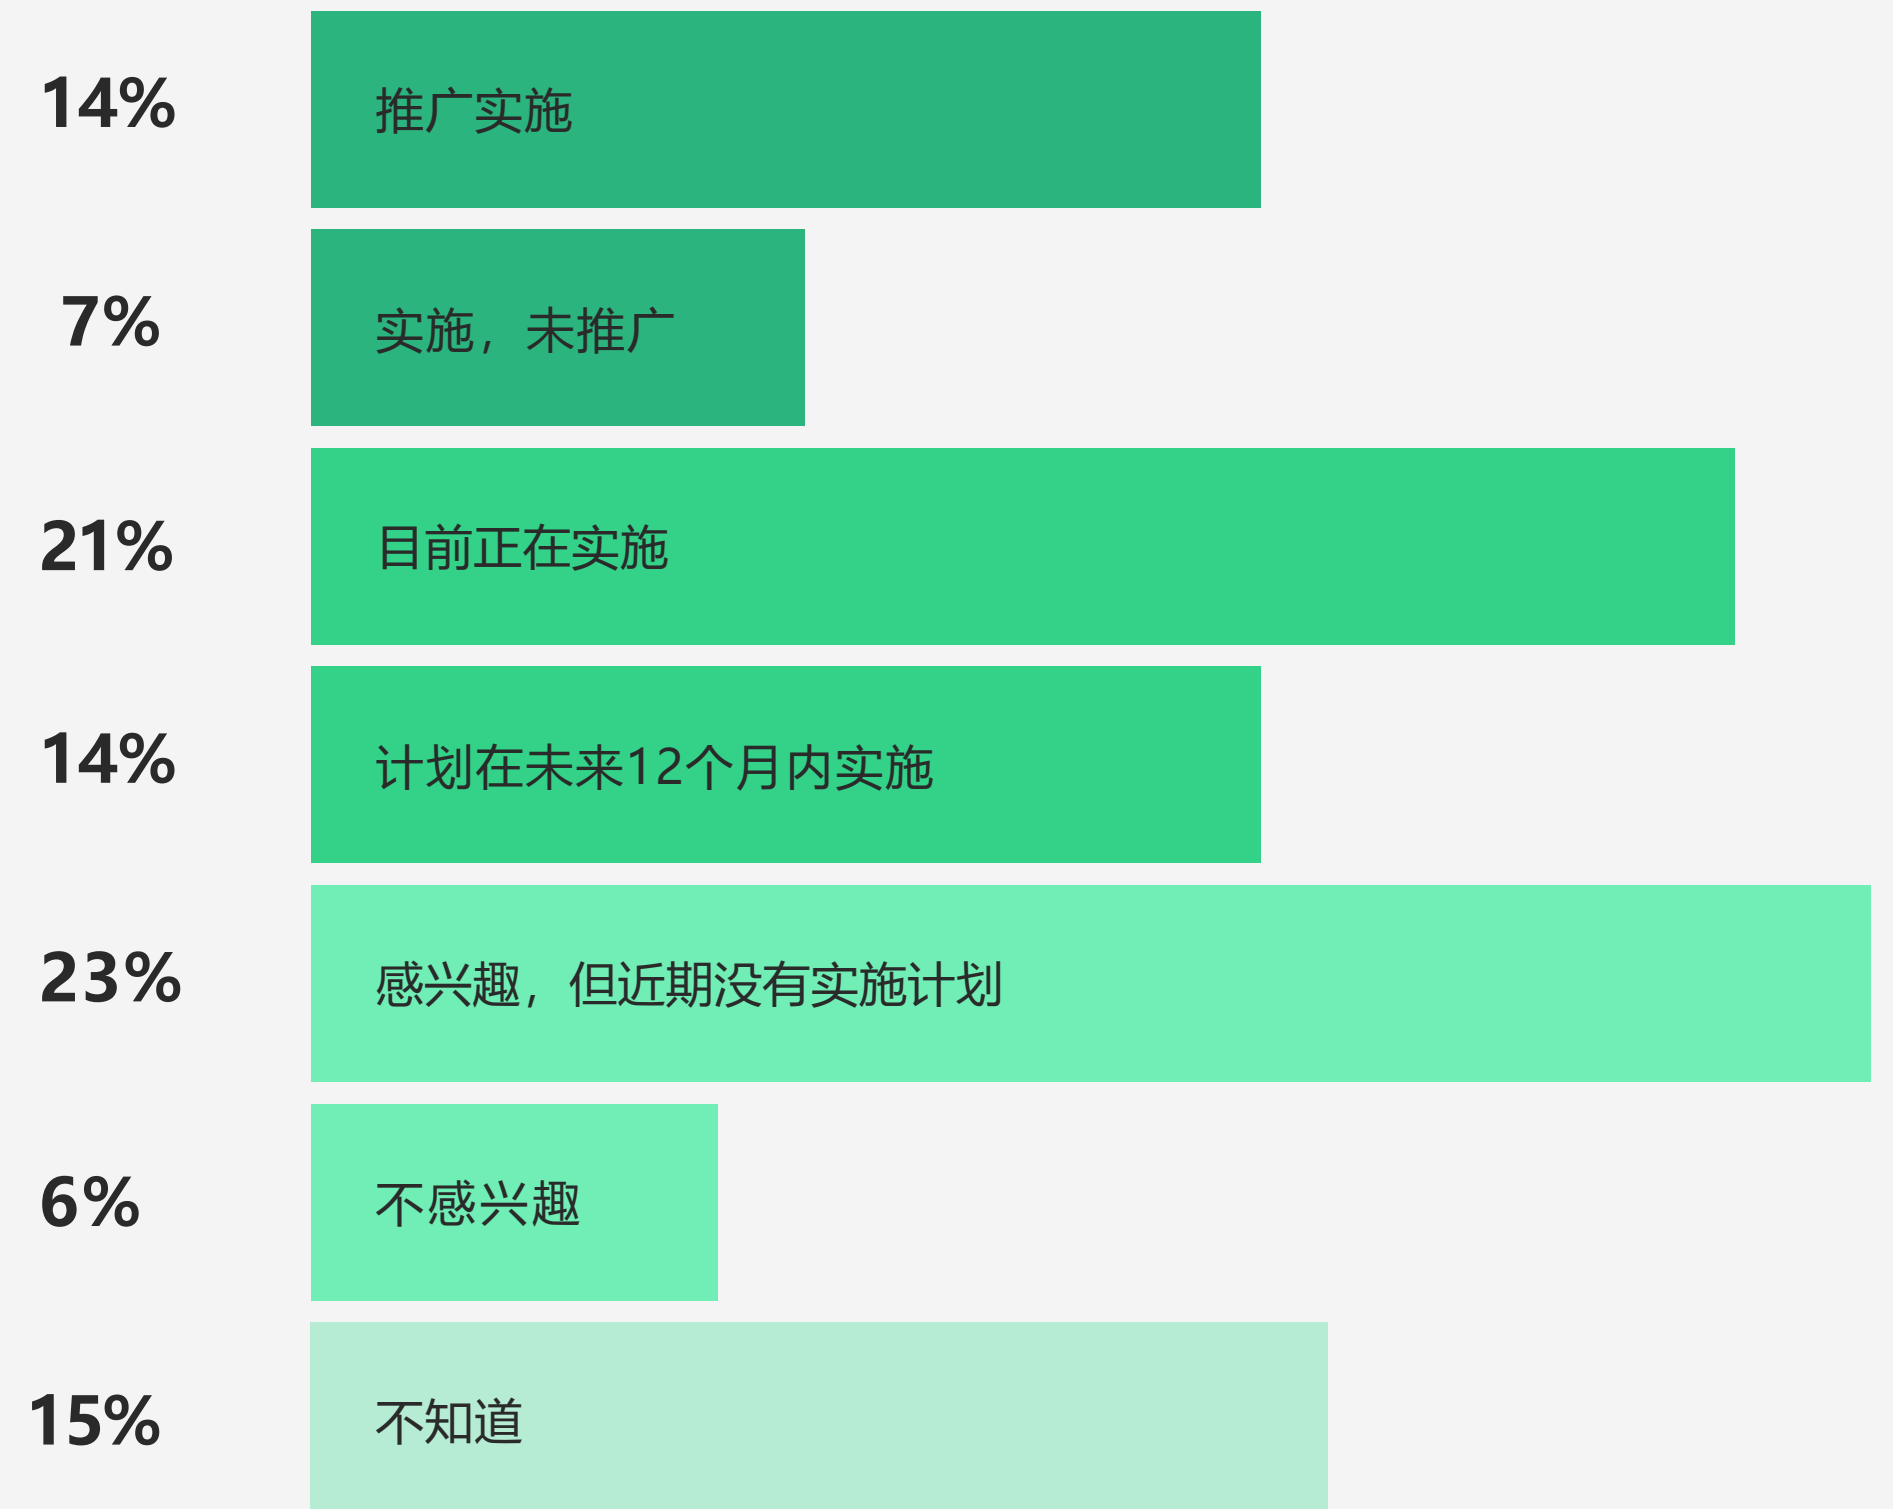 14%
推广实施
7%
实施，未推广
21%
目前正在实施
14%
计划在未来12个月内实施
23%
感兴趣，但近期没有实施计划
6%
不感兴趣
15%
不知道